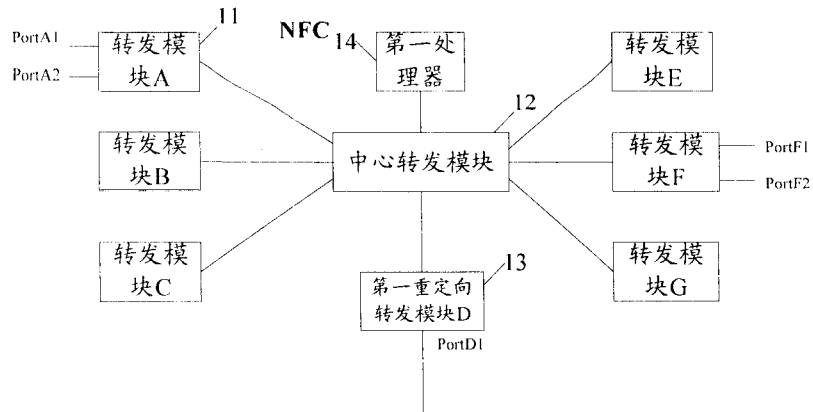 11
PortA1
PortA2
转发模
块A
NFC
14
第一处
理器
转发模
块E
12
转发模
块B
中心转发模块
转发模
块F
PortF1
PortF2
转发模
块C
13
第一重定向
转发模块D
PortD1
转发模
块G